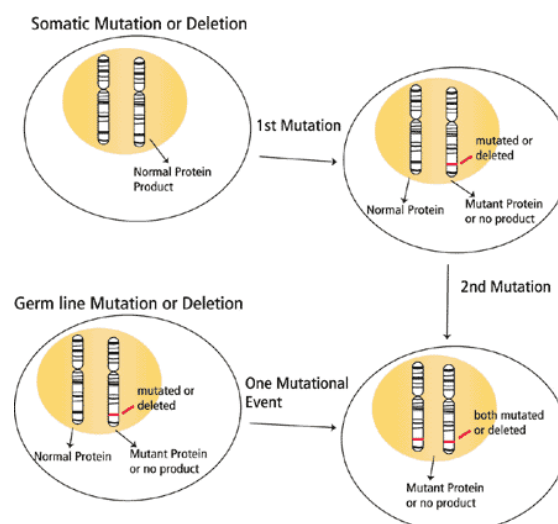 Somatic Mutation or Deletion
Normal Protein
Product
1st Mutation
mutated or
deleted
Normal Protein
Mutant Protein
or no product
2nd Mutation
Germ line Mutation or Deletion
mutated or
deleted
Normal Protein
Mutant Protein
or no product
One Mutational
Event
both mutated
or deleted
Mutant Protein
or no product